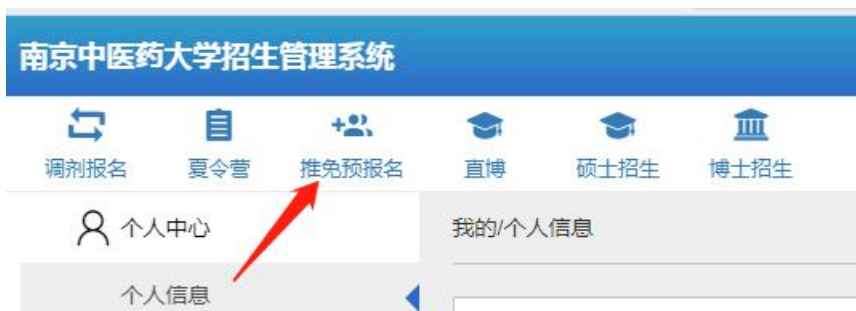 南京中医药大学招生管理系统
调剂报名 夏令营 推免预报名 直博 硕士招生 博士招生
个人中心 我的/个人信息
个人信息